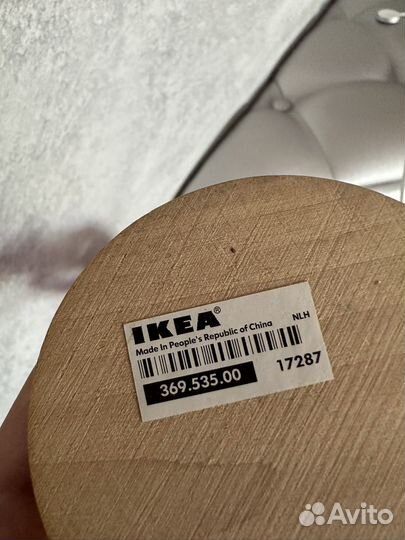 IKEA®
Made in People's Republic of China NLH
369.535.00 17287
Avito